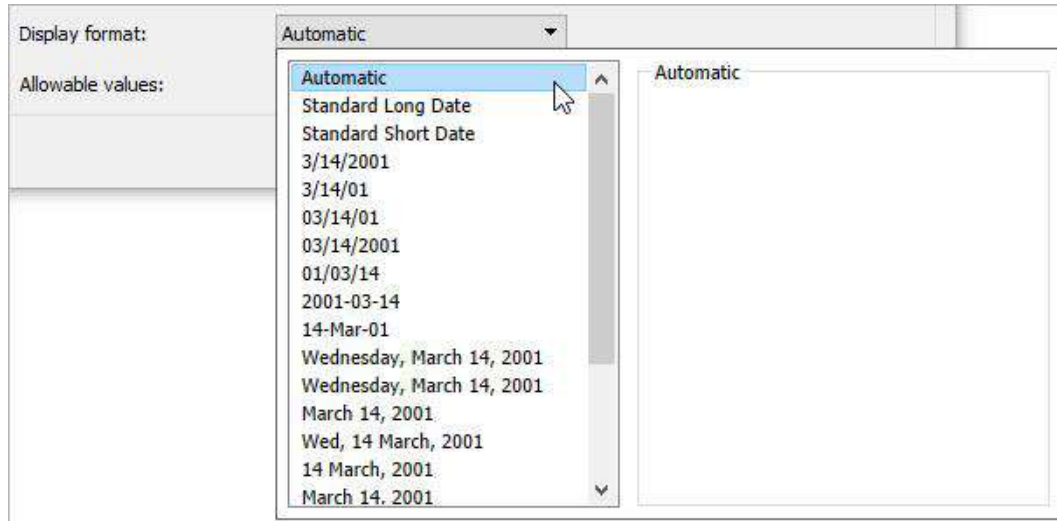 Display format:
Automatic
Allowable values:
Automatic
Standard Long Date
Standard Short Date
3/14/2001
3/14/01
03/14/01
03/14/2001
01/03/14
2001-03-14
14-Mar-01
Wednesday, March 14, 2001
Wednesday, March 14, 2001
March 14, 2001
Wed, 14 March, 2001
14 March, 2001
March 14, 2001
Automatic